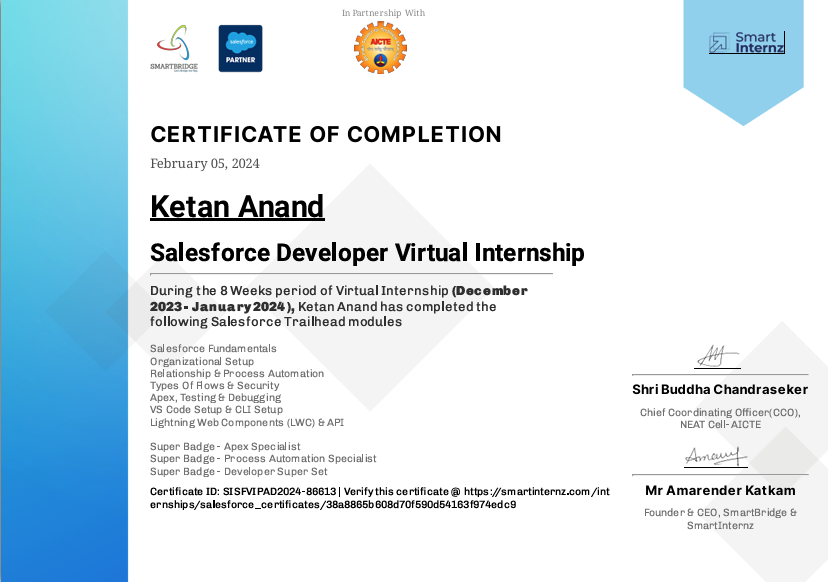 In Partnership With
SMARTBRIDGE
salesforce
PARTNER
AICTE
Smart
Internz
CERTIFICATE OF COMPLETION
February 05, 2024
Ketan Anand
Salesforce Developer Virtual Internship
During the 8 Weeks period of Virtual Internship (December
2023- January 2024), Ketan Anand has completed the
following Salesforce Trailhead modules
Salesforce Fundamentals
Organizational Setup
Relationship & Process Automation
Types Of Flows & Security
Apex, Testing & Debugging
VS Code Setup & CLI Setup
Lightning Web Components (LWC) & API
Super Badge - Apex Specialist
Super Badge - Process Automation Specialist
Super Badge - Developer Super Set
Certificate ID: SISFVIPAD2024-86613 | Verify this certificate @ https://smartinternz.com/int
ernships/salesforce_certificates/38a8865b608d70f590d54163f974edc9
Shri Buddha Chandraseker
Chief Coordinating Officer(CCO),
NEAT Cell-AICTE
Mr Amarender Katkam
Founder & CEO, SmartBridge &
SmartInternz